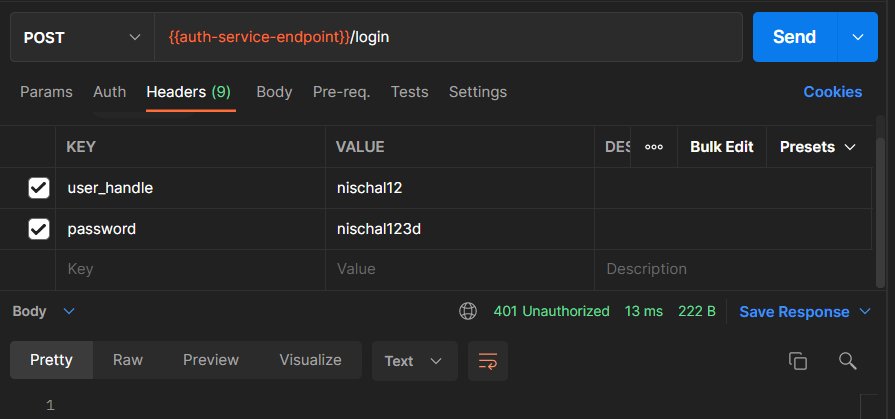 POST {{auth-service-endpoint}}/login Send
Params Auth Headers (9) Body Pre-req. Tests Settings Cookies
KEY VALUE DES Bulk Edit Presets
user_handle nischal12
password nischal123d
Key Value Description
Body 401 Unauthorized 13 ms 222 B Save Response
Pretty Raw Preview Visualize Text
1